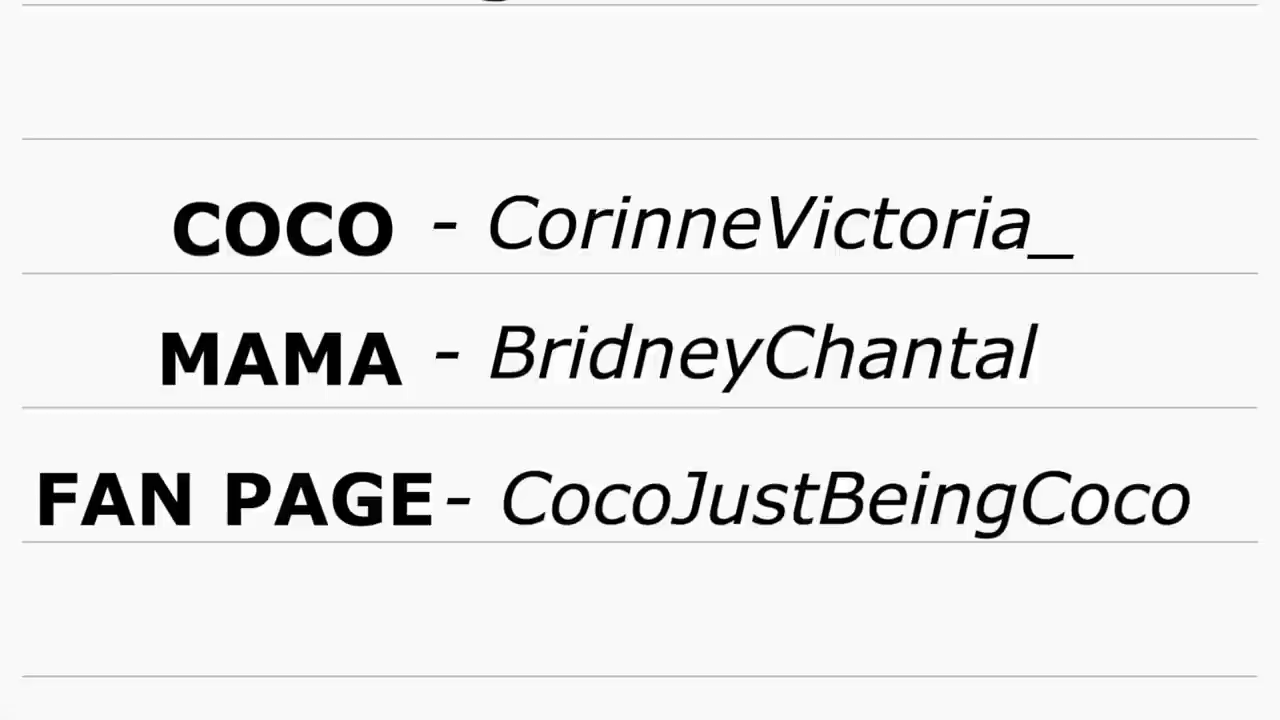 COCO - CorinneVictoria_
MAMA - BridneyChantal
FAN PAGE - CocoJustBeingCoco